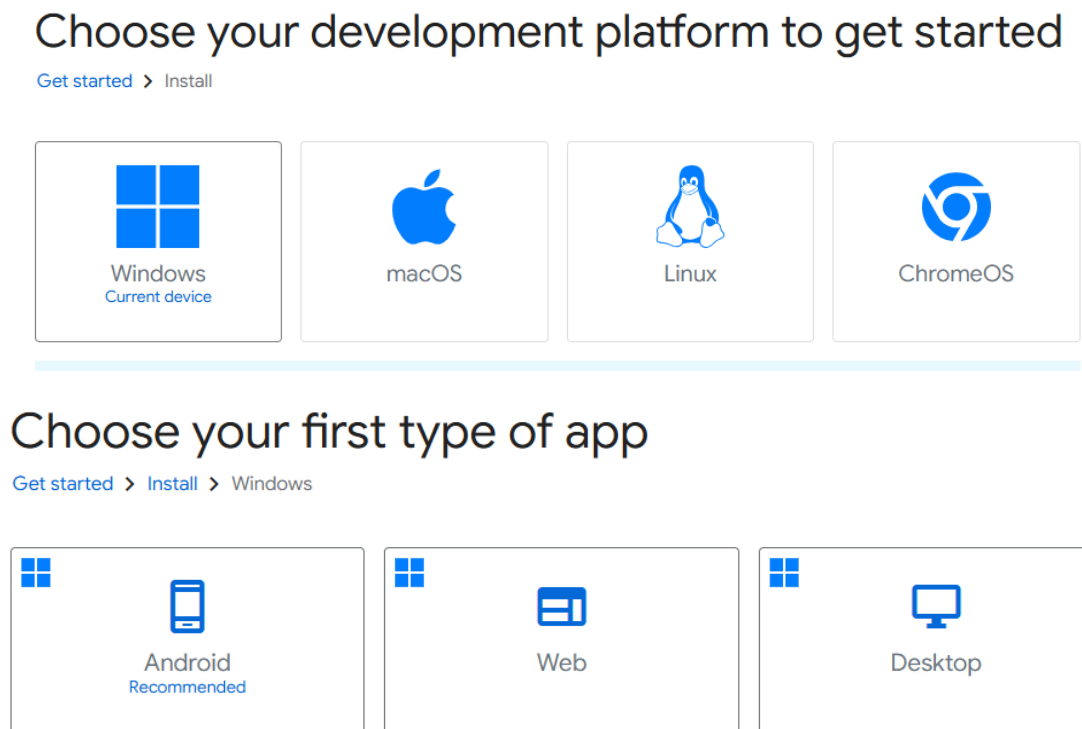 Choose your development platform to get started
Get started > Install
Windows
Current device
macOS
Linux
ChromeOS
Choose your first type of app
Get started > Install > Windows
Android
Recommended
Web
Desktop